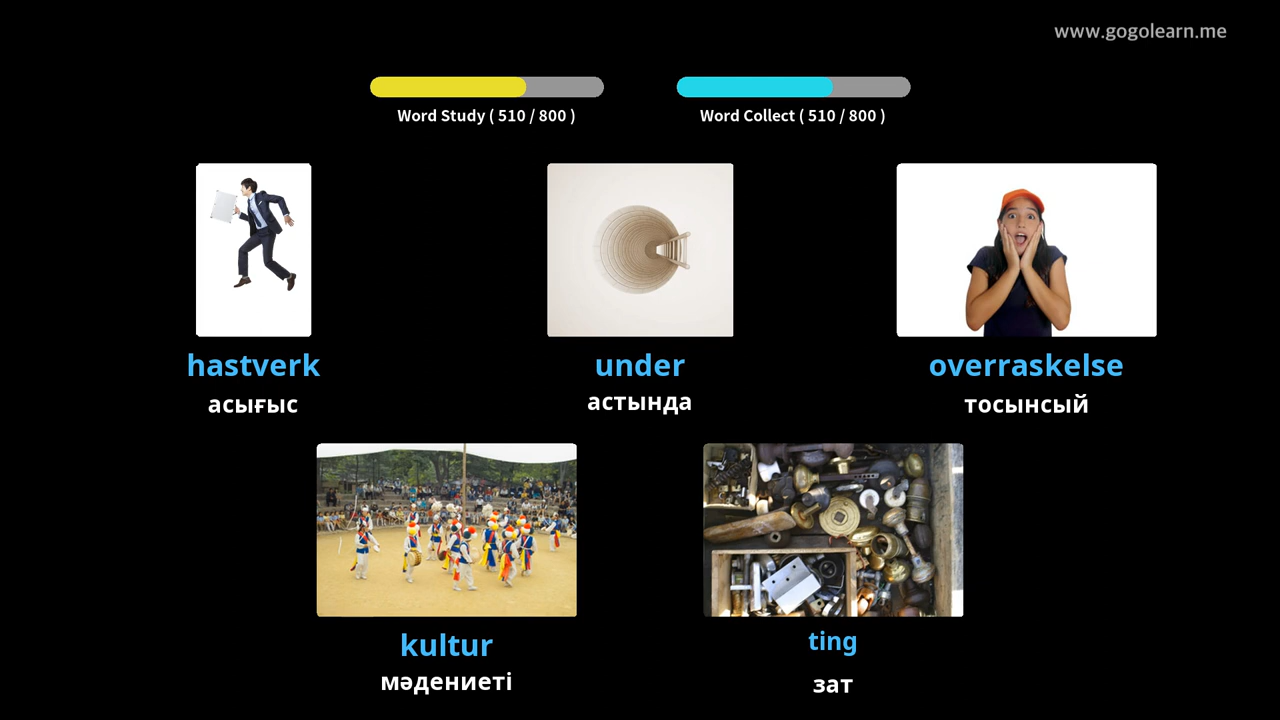 www.gogolearn.me
Word Study ( 510 / 800 )
Word Collect ( 510 / 800 )
hastverk
асығыс
under
астында
overraskelse
тосынсый
kultur
мәдениеті
ting
зат